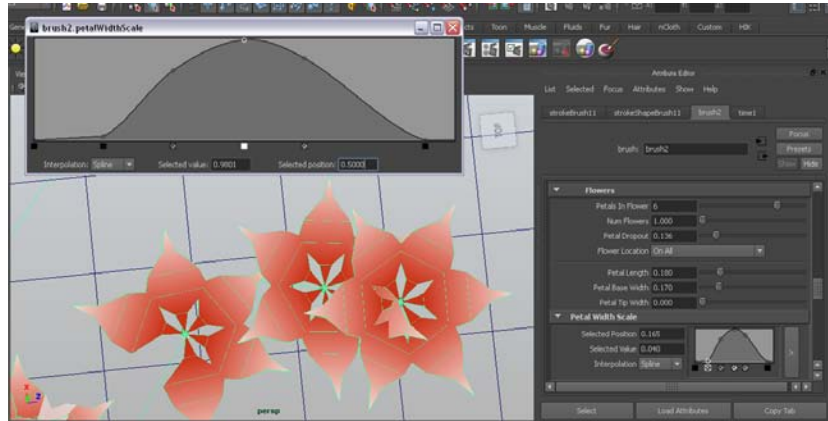 brush2.petalWidthScale
Interpolation: Spline Selected value: 0.9801 Selected position: 0.5000
Toon Muscle Fluids Fur Hair nCloth Custom HIK
TOP
persp
Attribute Editor
List Selected Focus Attributes Show Help
strokeBrush11 strokeShapeBrush11 brush2 time1
brush: brush2
Focus
Presets
Show Hide
Flowers
Petals In Flower 6
Num Flowers 1.000
Petal Dropout 0.136
Flower Location On All
Petal Length 0.180
Petal Base Width 0.170
Petal Tip Width 0.000
Petal Width Scale
Selected Position 0.165
Selected Value 0.040
Interpolation Spline
>
Select Load Attributes Copy Tab